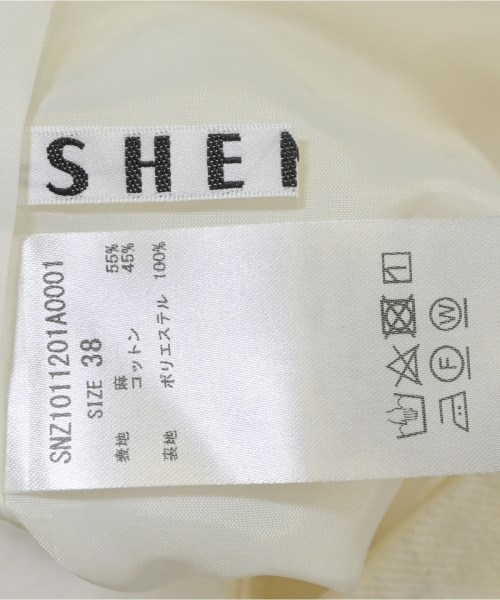 SHE
SNZ1011201A0001
SIZE 38
表地 麻 55%
コットン 45%
裏地 ポリエステル 100%
W
F